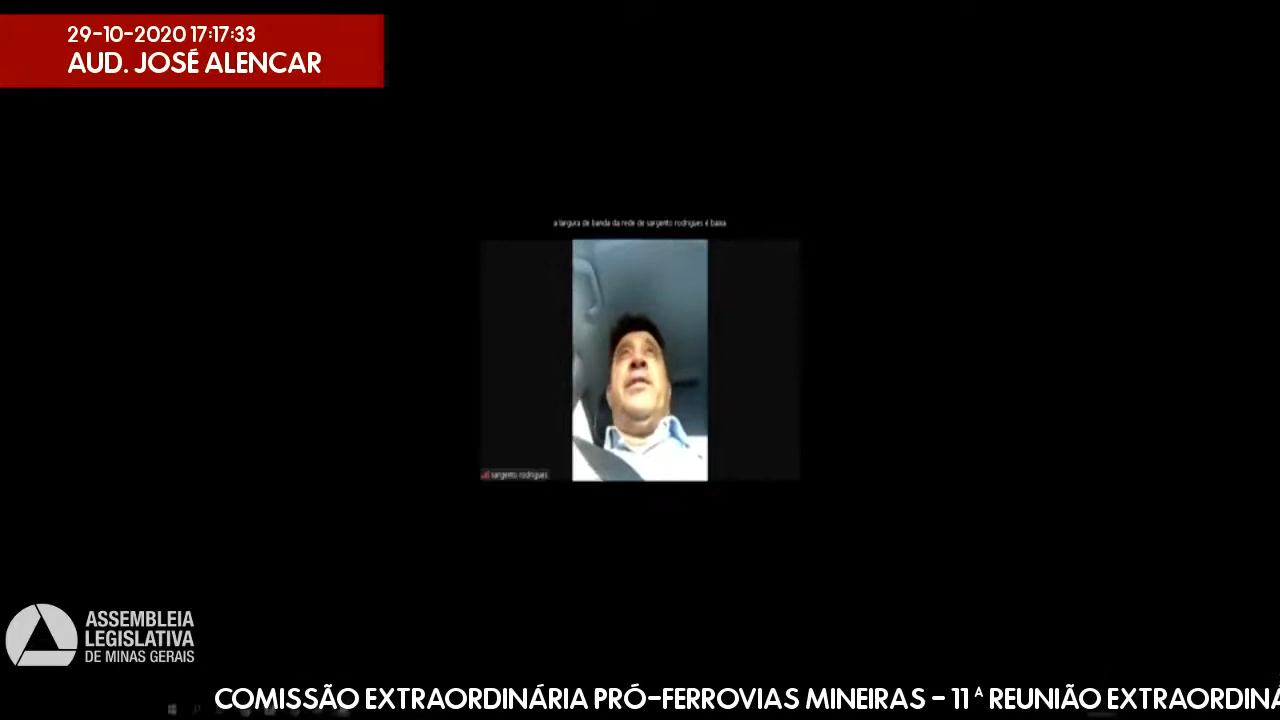 29-10-2020 17:17:33
AUD. JOSÉ ALENCAR
a largura de banda da rede de sargento rodrigues é baixa
sargento rodrigues
ASSEMBLEIA
LEGISLATIVA
DE MINAS GERAIS
COMISSÃO EXTRAORDINÁRIA PRÓ-FERROVIAS MINEIRAS - 11ª REUNIÃO EXTRAORDINÁ